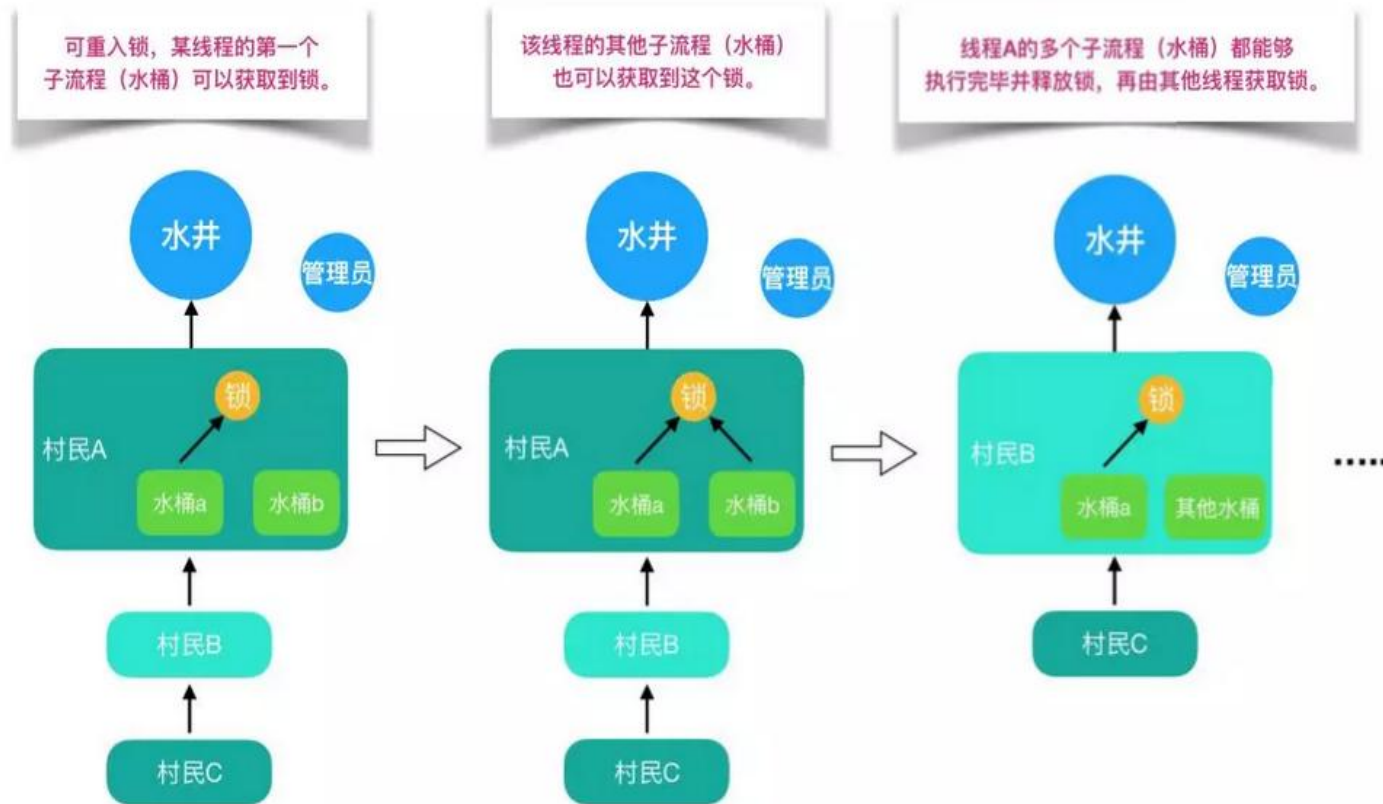 可重入锁，某线程的第一个
子流程（水桶）可以获取到锁。
该线程的其他子流程（水桶）
也可以获取到这个锁。
线程A的多个子流程（水桶）都能够
执行完毕并释放锁，再由其他线程获取锁。
水井
管理员
锁
村民A
水桶a
水桶b
村民B
村民C
水井
管理员
锁
村民A
水桶a
水桶b
村民B
村民C
水井
管理员
锁
村民B
水桶a
其他水桶
村民C
......